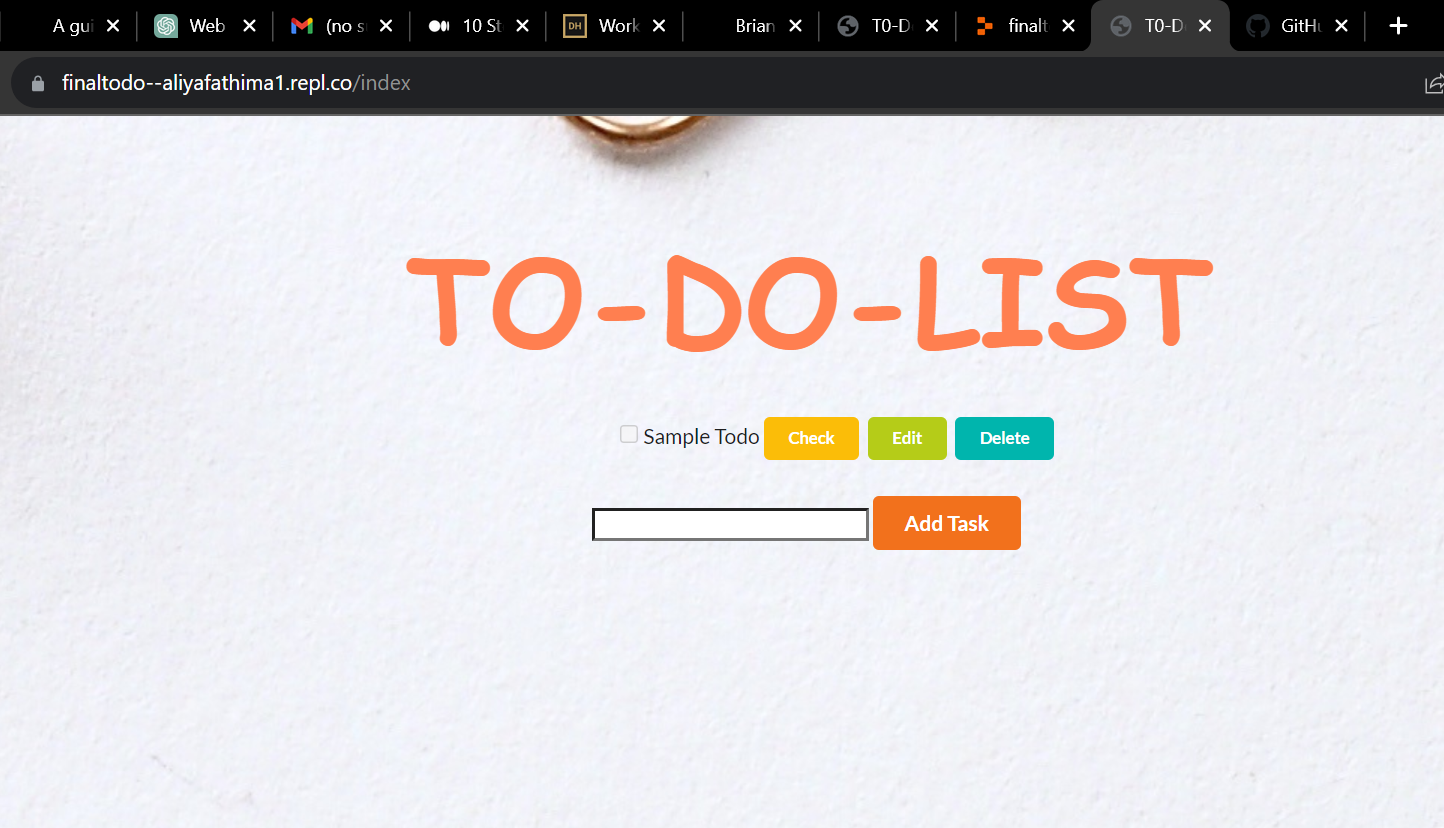 A gui Web (no s 10 St DH Work Brian T0-D finalt T0-D GitHu
finaltodo--aliyafathima1.repl.co/index
TO-DO-LIST
Sample Todo Check Edit Delete
Add Task